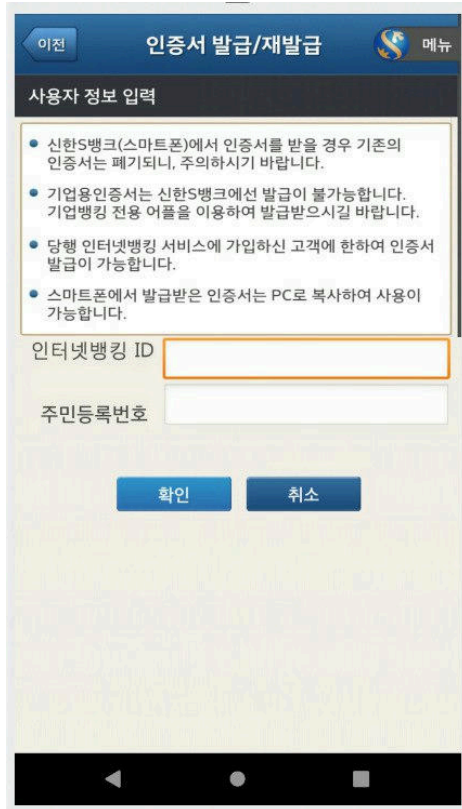 이전
인증서 발급/재발급
메뉴
사용자 정보 입력
신한S뱅크(스마트폰)에서 인증서를 받을 경우 기존의
인증서는 폐기되니, 주의하시기 바랍니다.
기업용인증서는 신한S뱅크에선 발급이 불가능합니다.
기업뱅킹 전용 어플을 이용하여 발급받으시길 바랍니다.
당행 인터넷뱅킹 서비스에 가입하신 고객에 한하여 인증서
발급이 가능합니다.
스마트폰에서 발급받은 인증서는 PC로 복사하여 사용이
가능합니다.
인터넷뱅킹 ID
주민등록번호
확인
취소